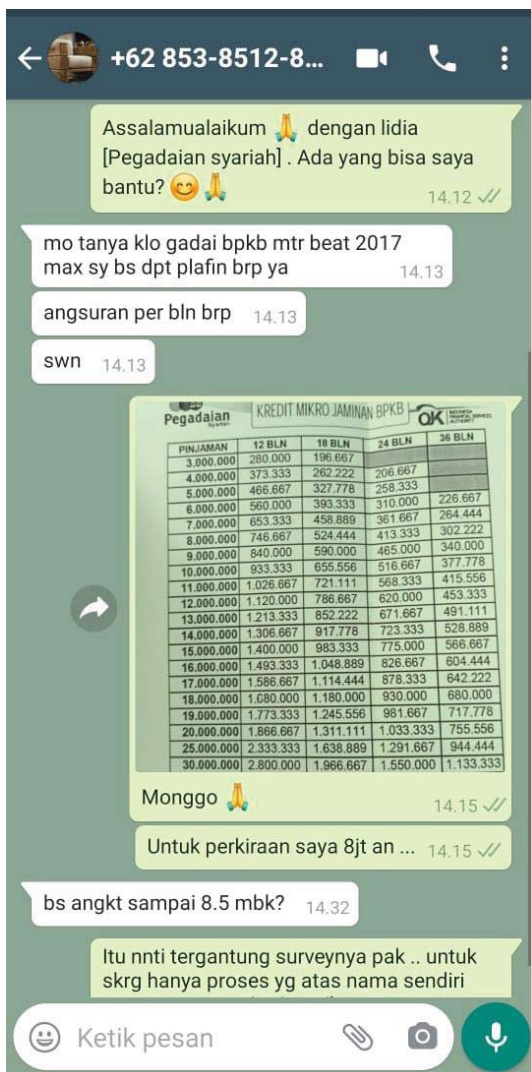 +62 853-8512-8...
Assalamualaikum 🙏 dengan lidia
[Pegadaian syariah] . Ada yang bisa saya
bantu? 😊🙏
14.12
mo tanya klo gadai bpkb mtr beat 2017
max sy bs dpt plafin brp ya
14.13
angsuran per bln brp 14.13
swn 14.13
Pegadaian KREDIT MIKRO JAMINAN BPKB
Syariah
PINJAMAN 12 BLN 18 BLN 24 BLN 36 BLN
3.000.000 280.000 196.667
4.000.000 373.333 262.222 206.667
5.000.000 466.667 327.778 258.333
6.000.000 560.000 393.333 310.000 226.667
7.000.000 653.333 458.889 361.667 264.444
8.000.000 746.667 524.444 413.333 302.222
9.000.000 840.000 590.000 465.000 340.000
10.000.000 933.333 655.556 516.667 377.778
11.000.000 1.026.667 721.111 568.333 415.556
12.000.000 1.120.000 786.667 620.000 453.333
13.000.000 1.213.333 852.222 671.667 491.111
14.000.000 1.306.667 917.778 723.333 528.889
15.000.000 1.400.000 983.333 775.000 566.667
16.000.000 1.493.333 1.048.889 826.667 604.444
17.000.000 1.586.667 1.114.444 878.333 642.222
18.000.000 1.680.000 1.180.000 930.000 680.000
19.000.000 1.773.333 1.245.556 981.667 717.778
20.000.000 1.866.667 1.311.111 1.033.333 755.556
25.000.000 2.333.333 1.638.889 1.291.667 944.444
30.000.000 2.800.000 1.966.667 1.550.000 1.133.333
Monggo 🙏
14.15
Untuk perkiraan saya 8jt an ... 14.15
bs angkt sampai 8.5 mbk? 14.32
Itu nnti tergantung surveynya pak .. untuk
skrg hanya proses yg atas nama sendiri
Ketik pesan